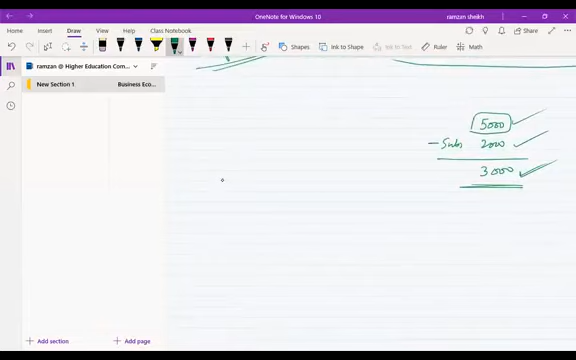 OneNote for Windows 10
ramzan sheikh
Home Insert Draw View Help Class Notebook
Share
Shapes Ink to Shape Ink to Text Ruler Math
ramzan @ Higher Education Com...
New Section 1 Business Eco...
5000
- Subs 2000
3000
+ Add section + Add page